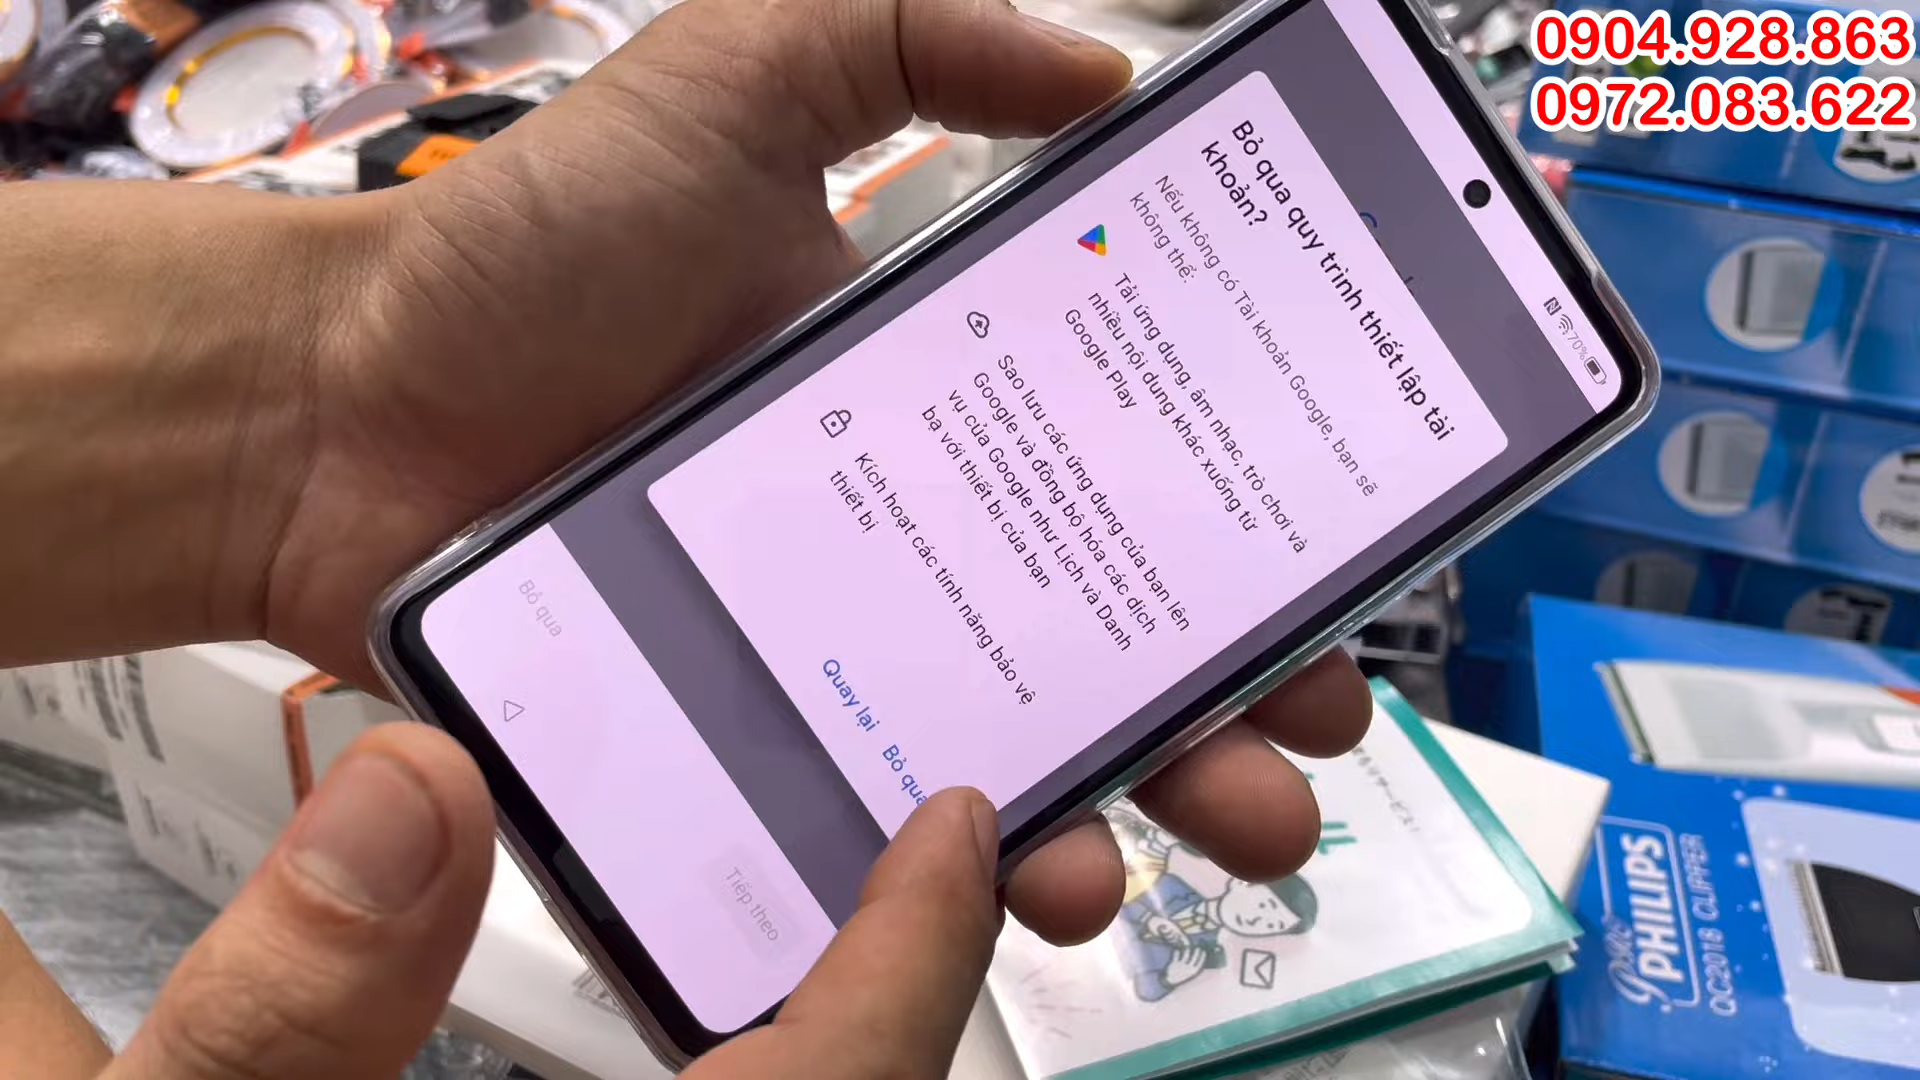 0904.928.863
0972.083.622
N
70%
Bỏ qua quy trình thiết lập tài
khoản?
Nếu không có Tài khoản Google, bạn sẽ
không thể:
Tải ứng dụng, âm nhạc, trò chơi và
nhiều nội dung khác xuống từ
Google Play
Sao lưu các ứng dụng của bạn lên
Google và đồng bộ hóa các dịch
vụ của Google như Lịch và Danh
bạ với thiết bị của bạn
Kích hoạt các tính năng bảo vệ
thiết bị
Quay lại
Bỏ qua
Bỏ qua
Tiếp theo
PHILIPS
CLIPPER